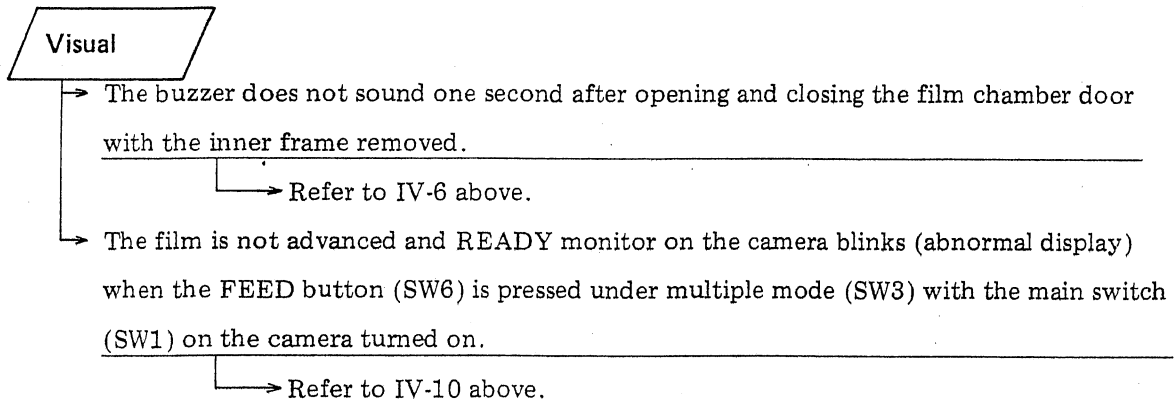 Visual
The buzzer does not sound one second after opening and closing the film chamber door
with the inner frame removed.
Refer to IV-6 above.
The film is not advanced and READY monitor on the camera blinks (abnormal display)
when the FEED button (SW6) is pressed under multiple mode (SW3) with the main switch
(SW1) on the camera turned on.
Refer to IV-10 above.